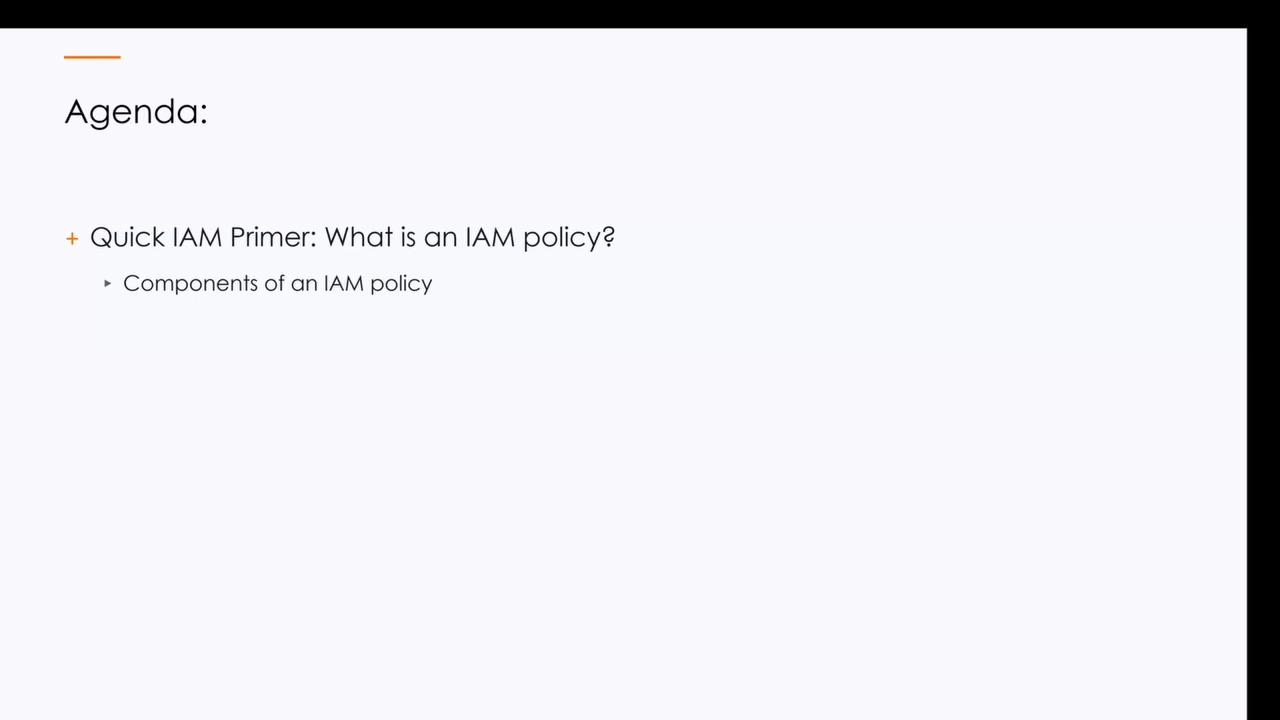 Agenda:
+ Quick IAM Primer: What is an IAM policy?
▸ Components of an IAM policy